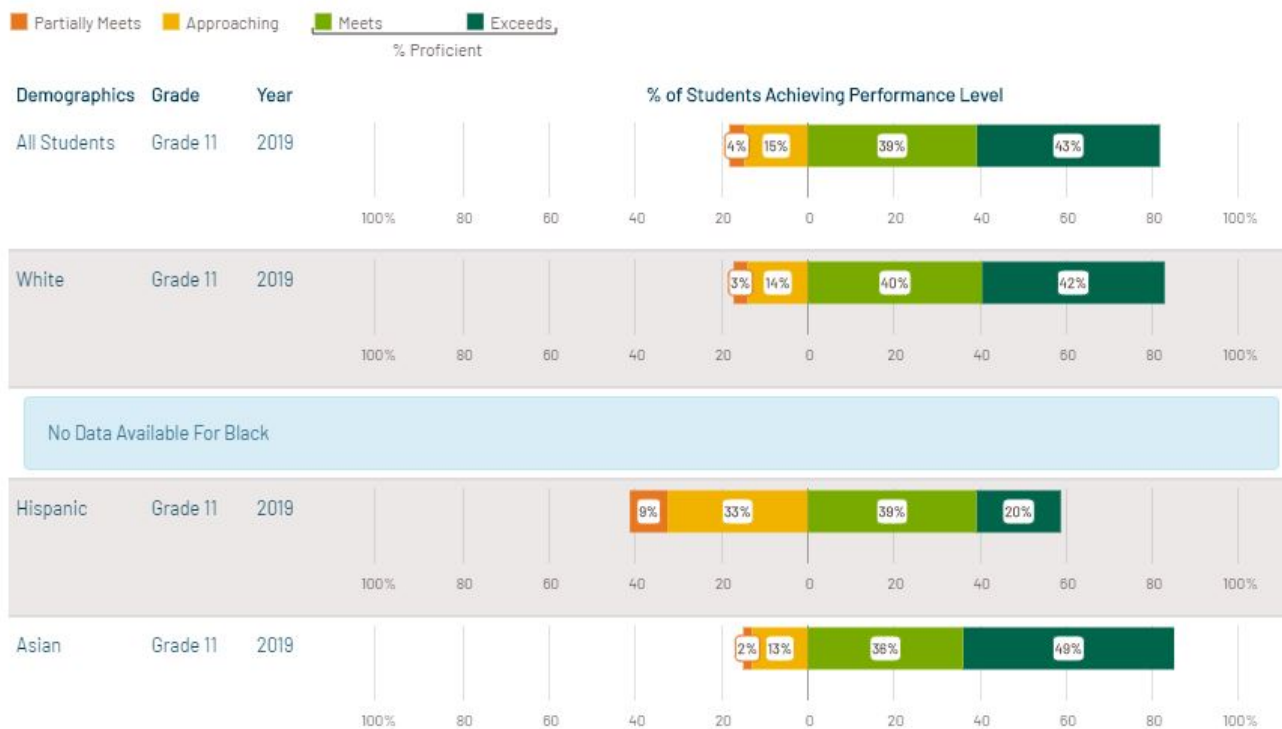 Partially Meets Approaching Meets Exceeds
% Proficient
Demographics Grade Year % of Students Achieving Performance Level
All Students Grade 11 2019 4% 15% 39% 43%
100% 80 60 40 20 0 20 40 60 80 100%
White Grade 11 2019 3% 14% 40% 42%
100% 80 60 40 20 0 20 40 60 80 100%
No Data Available For Black
Hispanic Grade 11 2019 9% 33% 39% 20%
100% 80 60 40 20 0 20 40 60 80 100%
Asian Grade 11 2019 2% 13% 36% 49%
100% 80 60 40 20 0 20 40 60 80 100%